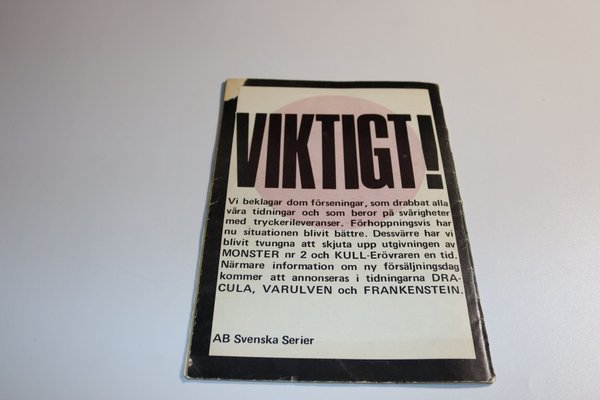 VIKTIGT!
Vi beklagar dom förseningar, som drabbat alla
våra tidningar och som beror på svårigheter
med tryckerileveranser. Förhoppningsvis har
nu situationen blivit bättre. Dessvärre har vi
blivit tvungna att skjuta upp utgivningen av
MONSTER nr 2 och KULL-Erövraren en tid.
Närmare information om ny försäljningsdag
kommer att annonseras i tidningarna DRA-
CULA, VARULVEN och FRANKENSTEIN.
AB Svenska Serier